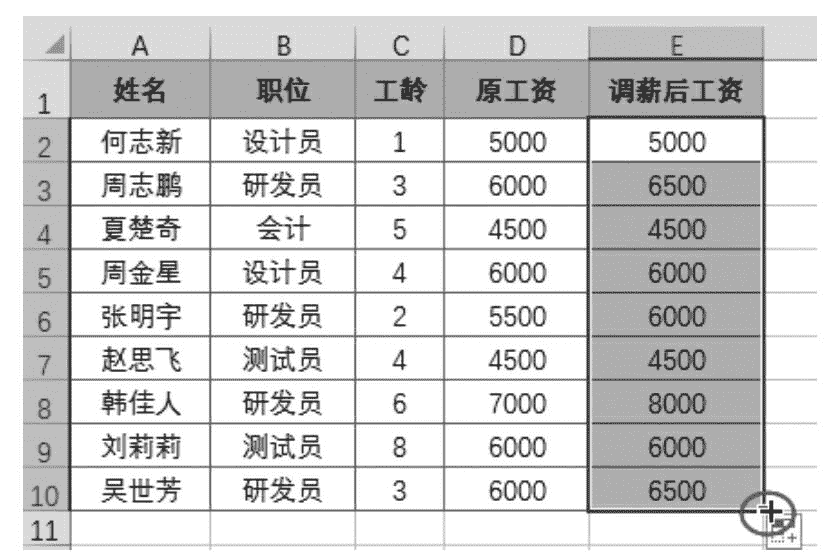 A B C D E
1 姓名 职位 工龄 原工资 调薪后工资
2 何志新 设计员 1 5000 5000
3 周志鹏 研发员 3 6000 6500
4 夏楚奇 会计 5 4500 4500
5 周金星 设计员 4 6000 6000
6 张明宇 研发员 2 5500 6000
7 赵思飞 测试员 4 4500 4500
8 韩佳人 研发员 6 7000 8000
9 刘莉莉 测试员 8 6000 6000
10 吴世芳 研发员 3 6000 6500
11